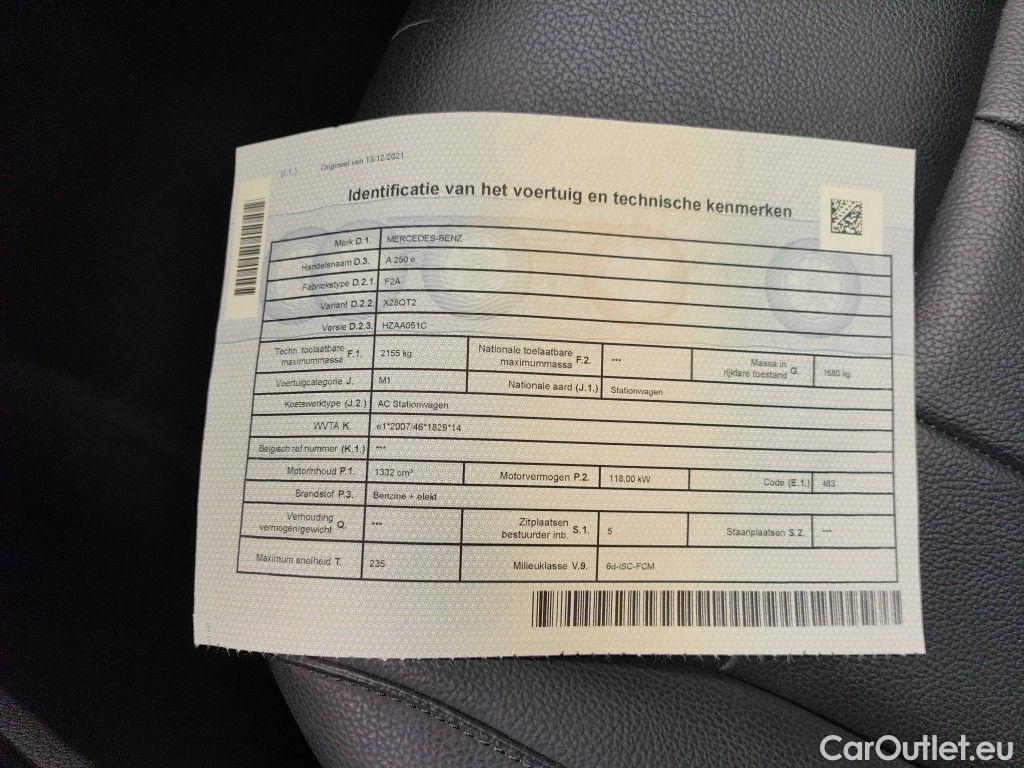 (I.1.) Origineel van 13/12/2021
Identificatie van het voertuig en technische kenmerken
Merk D.1. MERCEDES-BENZ
Handelsnaam D.3. A 250 e
Fabriekstype D.2.1. F2A
Variant D.2.2. X28QT2
Versie D.2.3. HZAA051C
Techn. toelaatbare maximummassa F.1. 2155 kg Nationale toelaatbare maximummassa F.2. --- Massa in rijklare toestand G. 1680 kg
Voertuigcategorie J. M1 Nationale aard (J.1.) Stationwagen
Koetswerktype (J.2.) AC Stationwagen
WVTA K. e1*2007/46*1829*14
Belgisch ref.nummer (K.1.) ---
Motorinhoud P.1. 1332 cm³ Motorvermogen P.2. 118,00 kW Code (E.1.) 483
Brandstof P.3. Benzine + elekt
Verhouding vermogen/gewicht Q. --- Zitplaatsen bestuurder inb. S.1. 5 Staanplaatsen S.2. ---
Maximum snelheid T. 235 Milieuklasse V.9. 6d-ISC-FCM
CarOutlet.eu